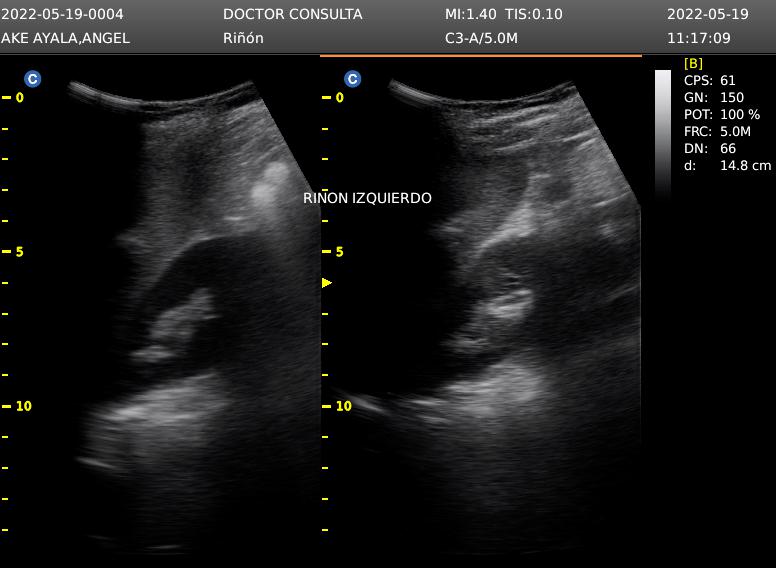 2022-05-19-0004 DOCTOR CONSULTA MI:1.40 TIS:0.10 2022-05-19
AKE AYALA,ANGEL Riñón C3-A/5.0M 11:17:09
C C [B]
0 0 CPS: 61
GN: 150
POT: 100 %
FRC: 5.0M
DN: 66
d: 14.8 cm
RINON IZQUIERDO
5 5
10 10